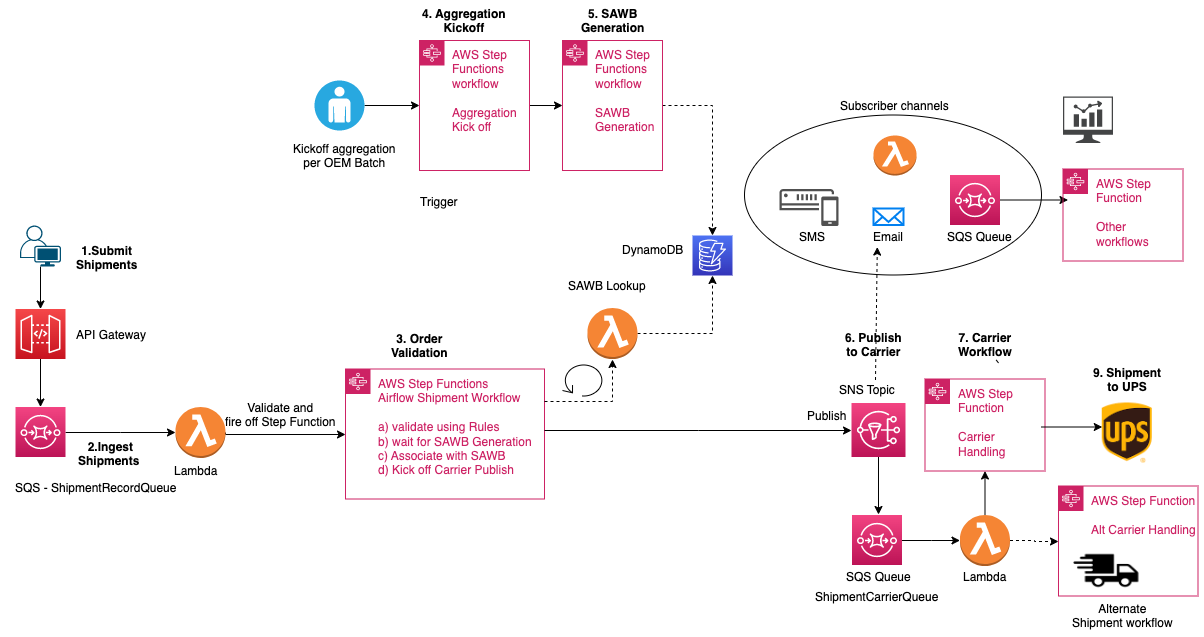 4. Aggregation
Kickoff
5. SAWB
Generation
AWS Step
Functions
workflow
Aggregation
Kick off
AWS Step
Functions
workflow
SAWB
Generation
Kickoff aggregation
per OEM Batch
Trigger
Subscriber channels
SMS
Email
SQS Queue
AWS Step
Function
Other
workflows
1.Submit
Shipments
API Gateway
DynamoDB
SAWB Lookup
3. Order
Validation
AWS Step Functions
Airflow Shipment Workflow
a) validate using Rules
b) wait for SAWB Generation
c) Associate with SAWB
d) Kick off Carrier Publish
Validate and
fire off Step Function
2.Ingest
Shipments
Lambda
SQS - ShipmentRecordQueue
6. Publish
to Carrier
SNS Topic
Publish
7. Carrier
Workflow
AWS Step
Function
Carrier
Handling
9. Shipment
to UPS
ups
SQS Queue
ShipmentCarrierQueue
Lambda
AWS Step Function
Alt Carrier Handling
Alternate
Shipment workflow